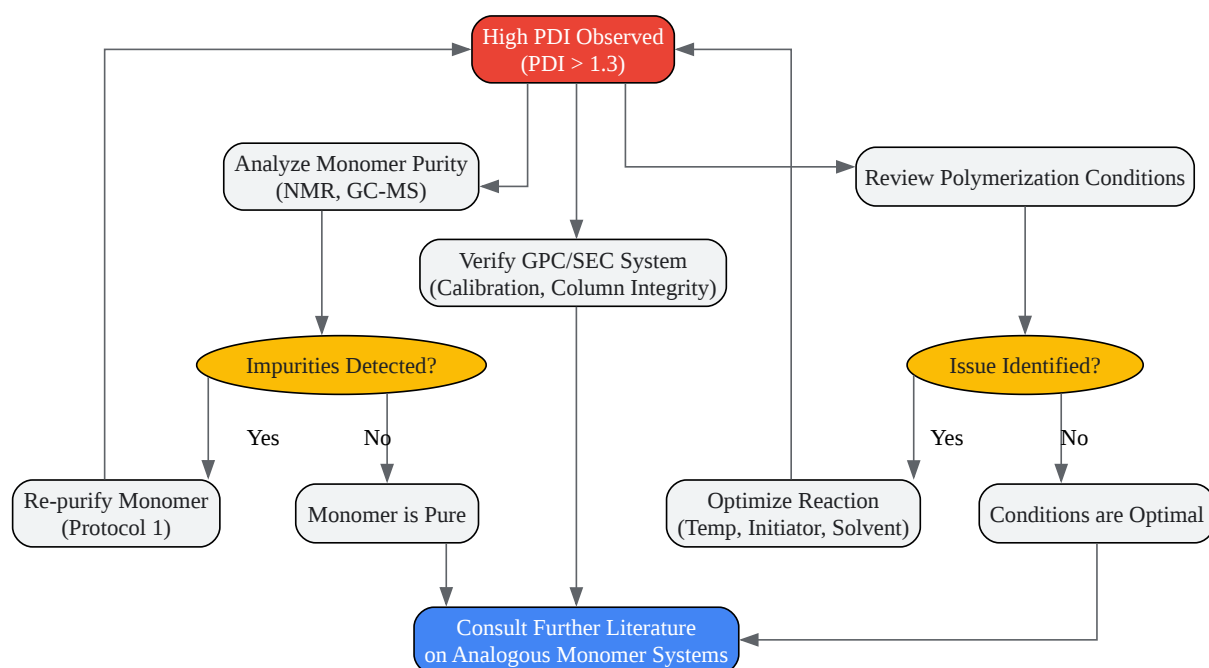 High PDI Observed
(PDI > 1.3)
Analyze Monomer Purity
(NMR, GC-MS)
Review Polymerization Conditions
Verify GPC/SEC System
(Calibration, Column Integrity)
Impurities Detected?
Issue Identified?
Yes
No
Yes
No
Re-purify Monomer
(Protocol 1)
Monomer is Pure
Optimize Reaction
(Temp, Initiator, Solvent)
Conditions are Optimal
Consult Further Literature
on Analogous Monomer Systems